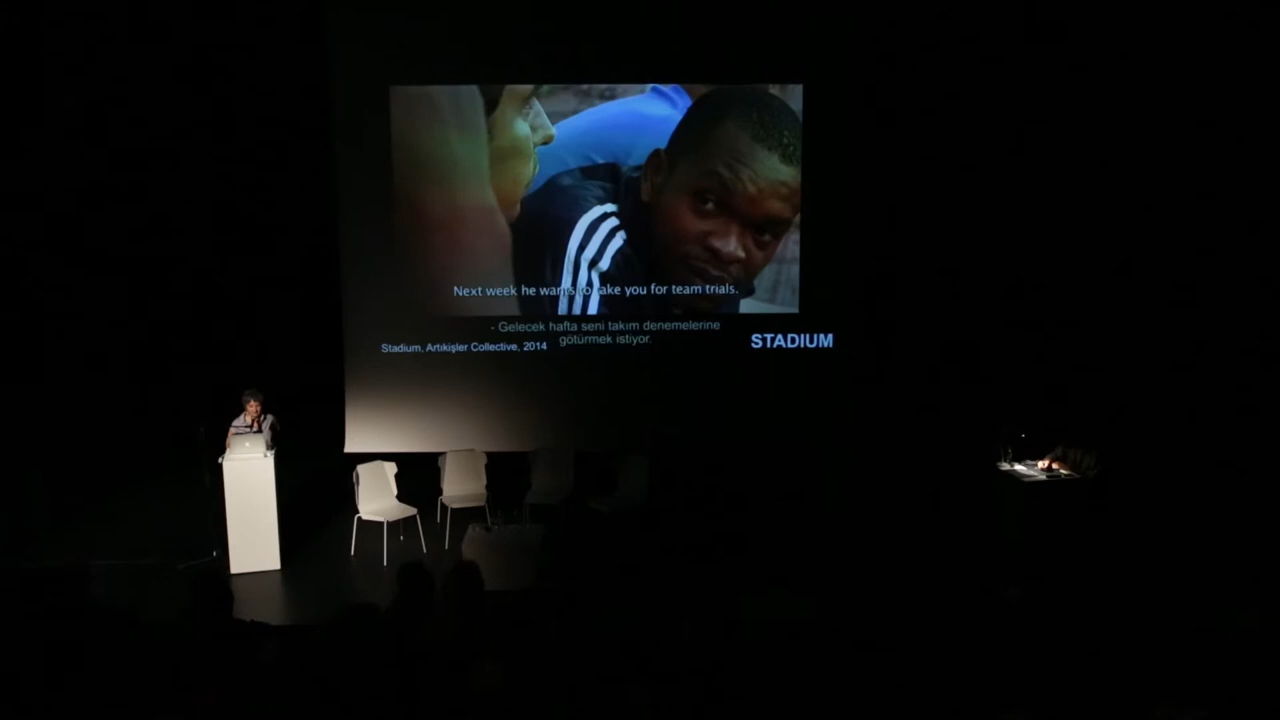 Next week he wants to take you for team trials.
- Gelecek hafta seni takım denemelerine
götürmek istiyor.
Stadium, Artıkişler Collective, 2014
STADIUM